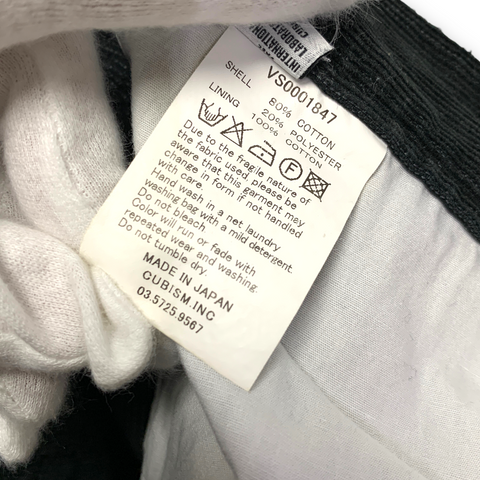 INTERNATION
LABORAT
VS0001847
SHELL 80% COTTON
20% POLYESTER
LINING 100% COTTON
Due to the fragile nature of
the fabric used, please be
aware that this garment may
change in form if not handled
with care.
Hand wash in a net laundry
washing bag with a mild detergent.
Do not bleach
Color will run or fade with
repeated wear and washing.
Do not tumble dry.
MADE IN JAPAN
CUBISM.INC
03.5725.9567